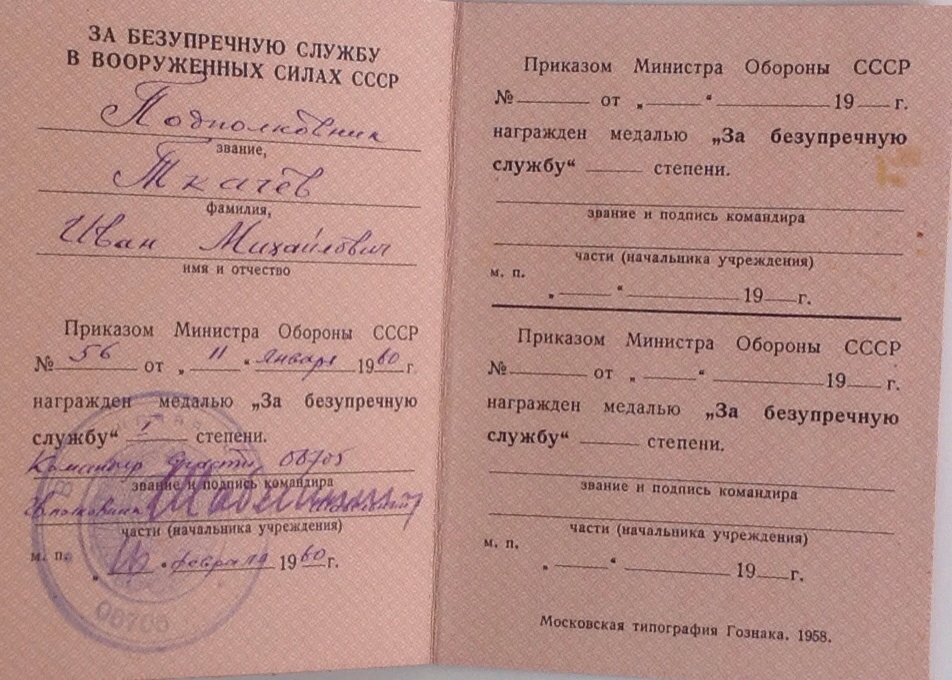 ЗА БЕЗУПРЕЧНУЮ СЛУЖБУ
В ВООРУЖЕННЫХ СИЛАХ СССР
Подполковник
звание,
Ткачёв
фамилия,
Иван Михайлович
имя и отчество
Приказом Министра Обороны СССР
№ 56 от „ 11 “ января 1960 г.
награжден медалью „За безупречную
службу“ I степени.
Командир части 06705
звание и подпись командира
части (начальника учреждения)
м. п.
„ “ февраля 1960 г.
06705
Приказом Министра Обороны СССР
№ от „ “ 19 г.
награжден медалью „За безупречную
службу“ степени.
звание и подпись командира
части (начальника учреждения)
м. п.
„ “ 19 г.
Приказом Министра Обороны СССР
№ от „ “ 19 г.
награжден медалью „За безупречную
службу“ степени.
звание и подпись командира
части (начальника учреждения)
м. п.
„ “ 19 г.
Московская типография Гознака. 1958.